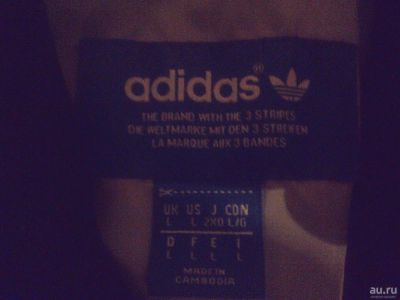 adidas®
THE BRAND WITH THE 3 STRIPES
DIE WELTMARKE MIT DEN 3 STREIFEN
LA MARQUE AUX 3 BANDES
UK US J CON
L L 2XO L/G
D F E I
L L L L
MADE IN
CAMBODIA
au.ru